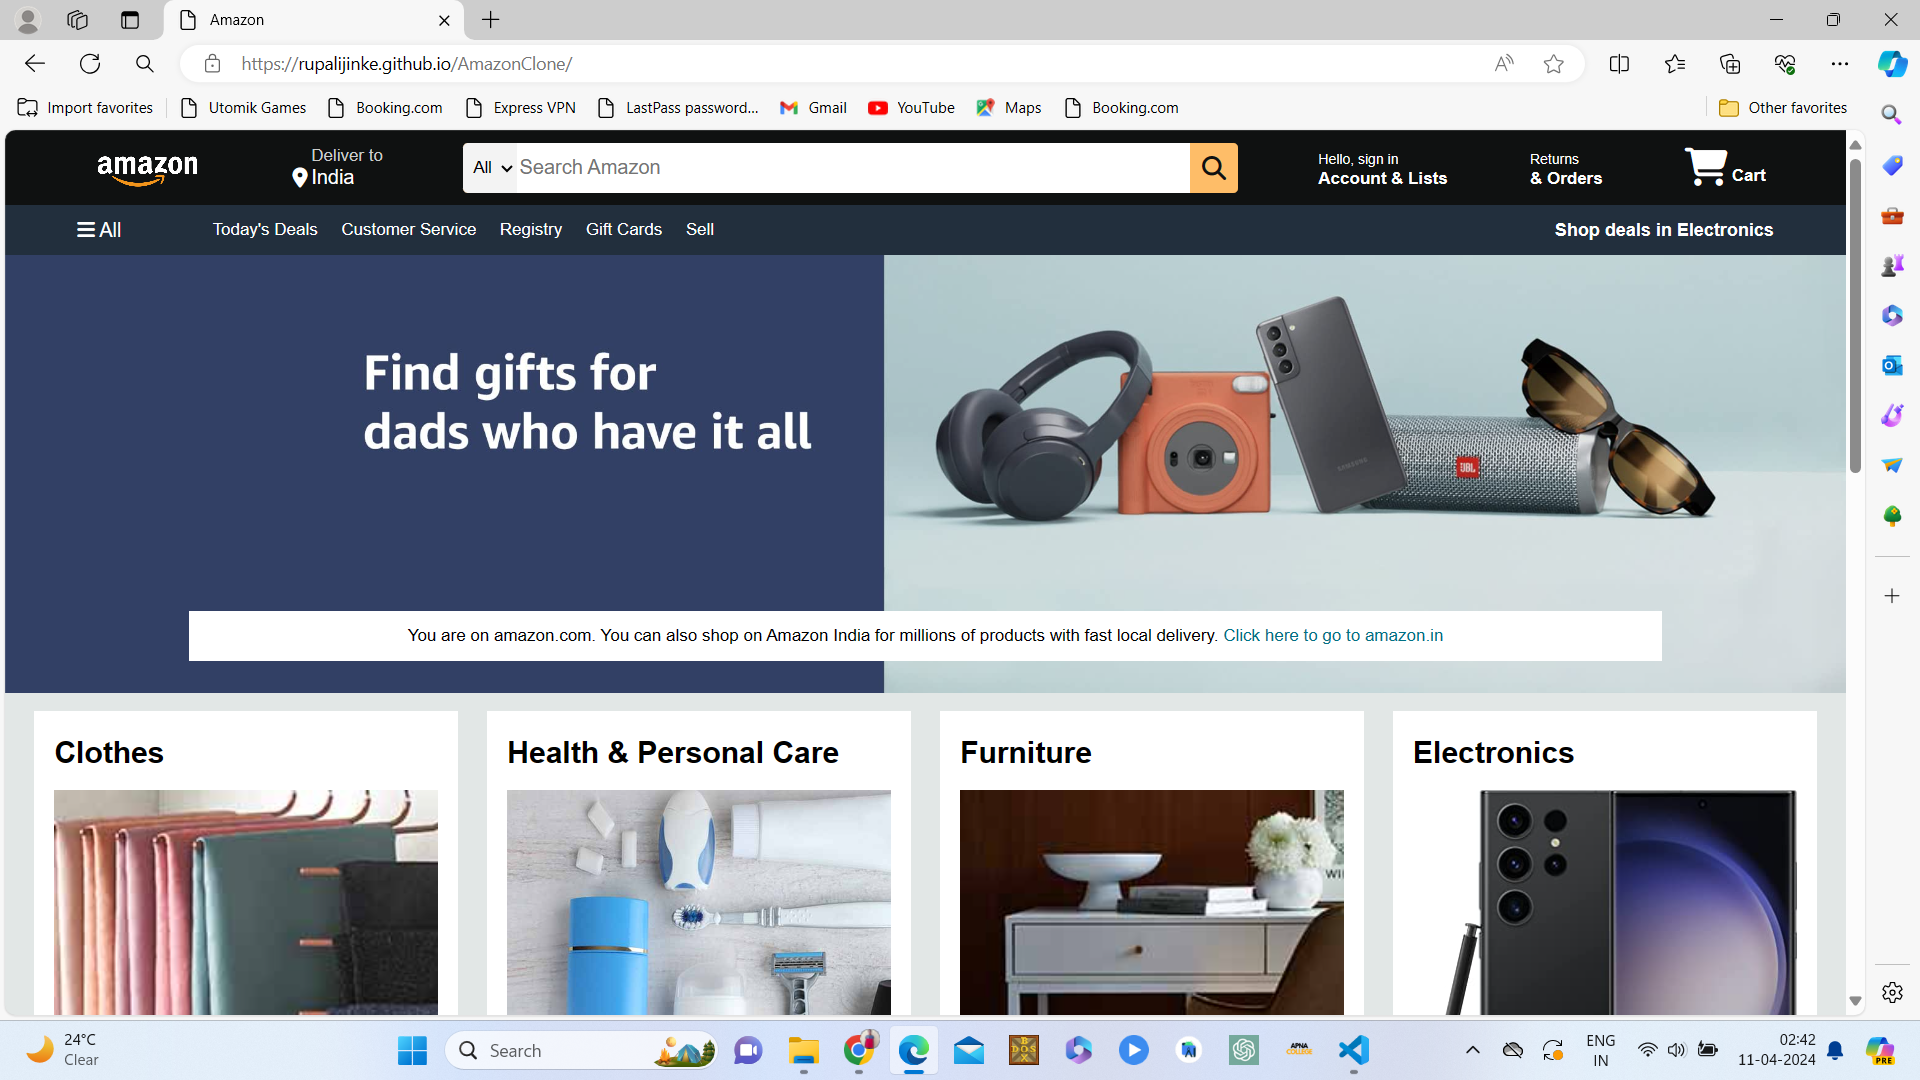 Amazon
https://rupalijinke.github.io/AmazonClone/
Import favorites
Utomik Games
Booking.com
Express VPN
LastPass password...
Gmail
YouTube
Maps
Booking.com
Other favorites
amazon
Deliver to
India
All
Search Amazon
Hello, sign in
Account & Lists
Returns
& Orders
Cart
All
Today's Deals
Customer Service
Registry
Gift Cards
Sell
Shop deals in Electronics
Find gifts for
dads who have it all
SAMSUNG
JBL
You are on amazon.com. You can also shop on Amazon India for millions of products with fast local delivery. Click here to go to amazon.in
Clothes
Health & Personal Care
Furniture
Electronics
24°C
Clear
Search
ENG
IN
02:42
11-04-2024
PRE
APNA
COLLEGE